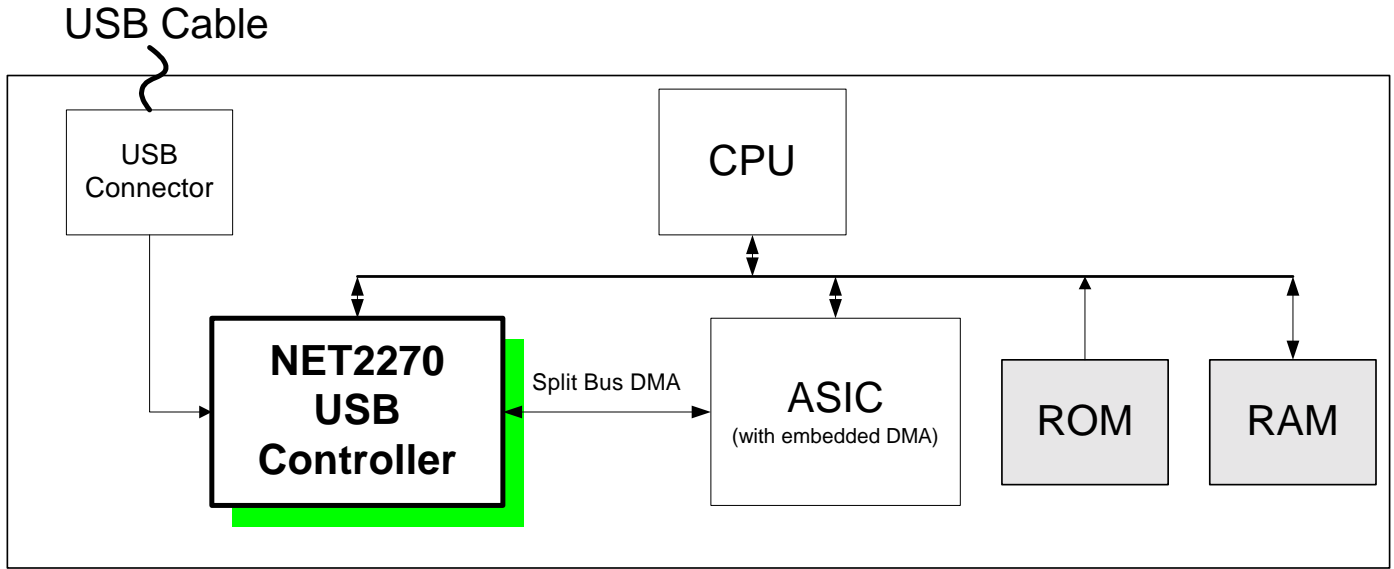 USB Cable
USB
Connector
CPU
NET2270
USB
Controller
Split Bus DMA
ASIC
(with embedded DMA)
ROM
RAM